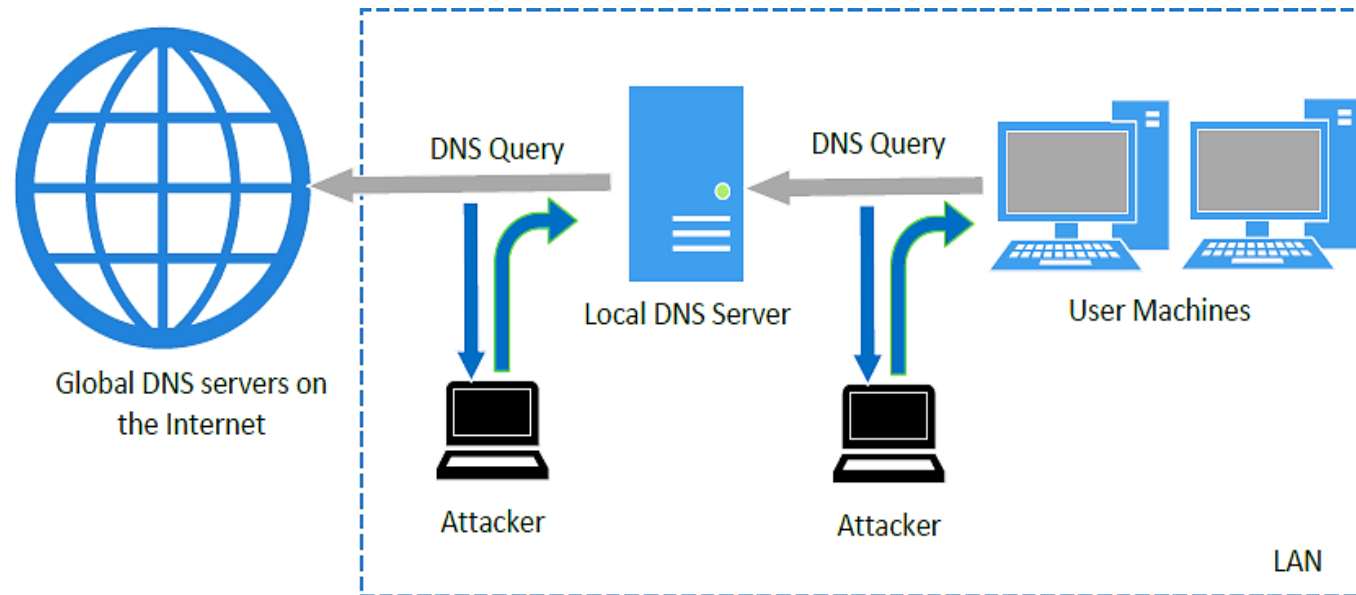 DNS Query
DNS Query
Local DNS Server
User Machines
Global DNS servers on
the Internet
Attacker
Attacker
LAN